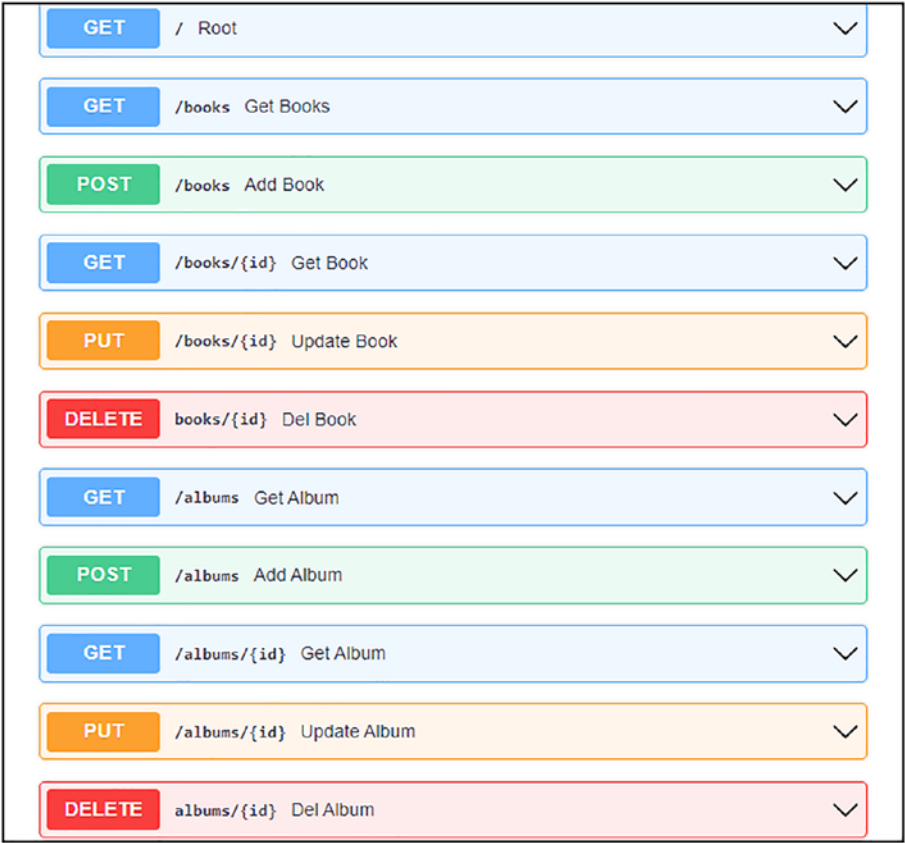 GET / Root
GET /books Get Books
POST /books Add Book
GET /books/{id} Get Book
PUT /books/{id} Update Book
DELETE books/{id} Del Book
GET /albums Get Album
POST /albums Add Album
GET /albums/{id} Get Album
PUT /albums/{id} Update Album
DELETE albums/{id} Del Album